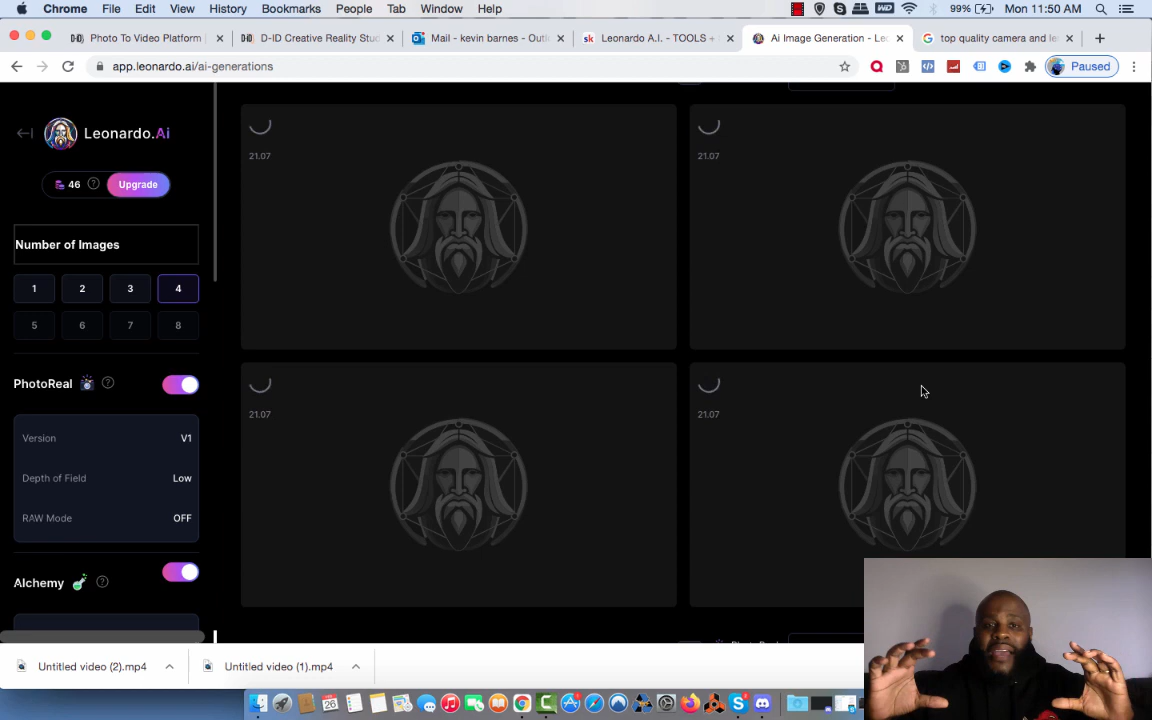 Chrome File Edit View History Bookmarks People Tab Window Help 99% Mon 11:50 AM
Photo To Video Platform
D-ID Creative Reality Stud
Mail - kevin barnes - Outl
Leonardo A.I. - TOOLS +
Ai Image Generation - Leo
top quality camera and le
app.leonardo.ai/ai-generations
Paused
Leonardo.Ai
46 Upgrade
Number of Images
1 2 3 4
5 6 7 8
PhotoReal
Version V1
Depth of Field Low
RAW Mode OFF
Alchemy
21.07
21.07
21.07
21.07
Untitled video (2).mp4
Untitled video (1).mp4